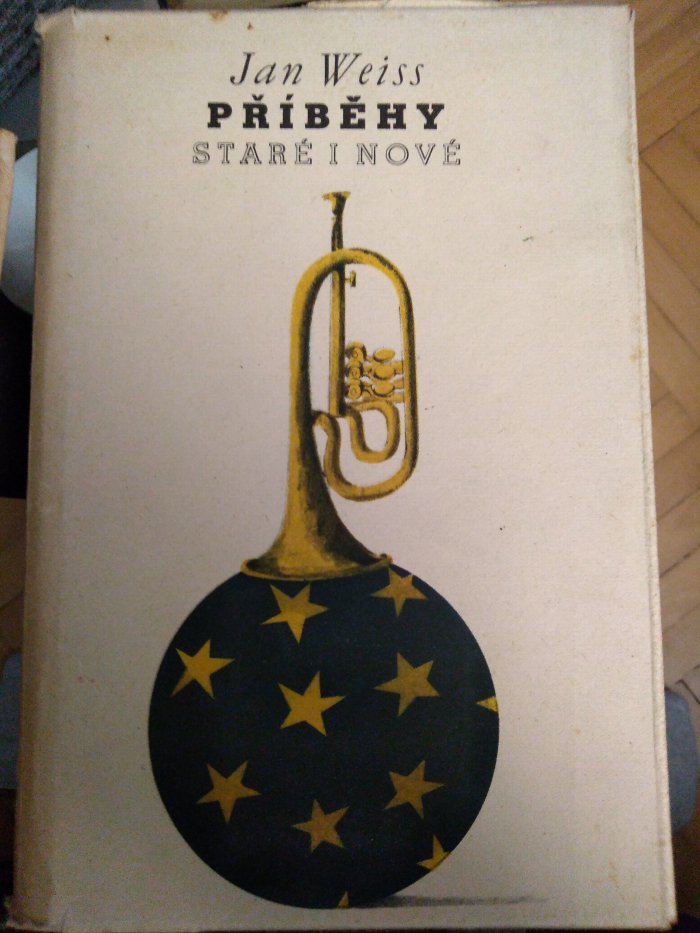 Jan Weiss
PŘÍBĚHY
STARÉ I NOVÉ